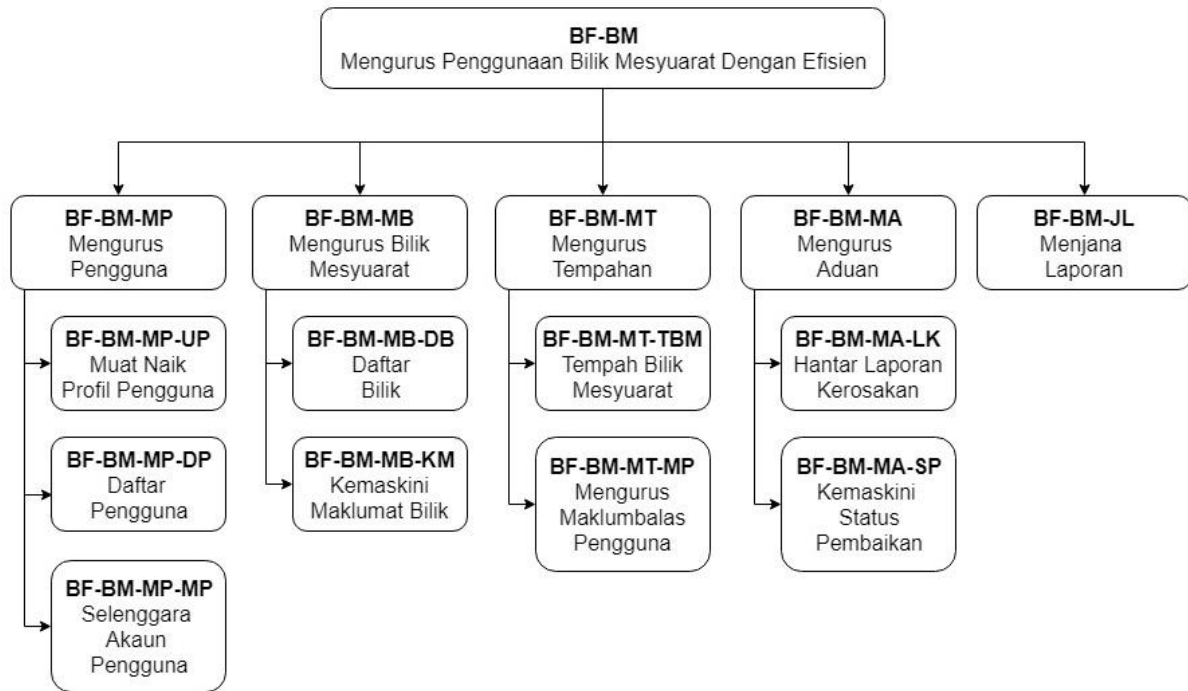 BF-BM
Mengurus Penggunaan Bilik Mesyuarat Dengan Efisien
BF-BM-MP
Mengurus
Pengguna
BF-BM-MB
Mengurus Bilik
Mesyuarat
BF-BM-MT
Mengurus
Tempahan
BF-BM-MA
Mengurus
Aduan
BF-BM-JL
Menjana
Laporan
BF-BM-MP-UP
Muat Naik
Profil Pengguna
BF-BM-MB-DB
Daftar
Bilik
BF-BM-MT-TBM
Tempah Bilik
Mesyuarat
BF-BM-MA-LK
Hantar Laporan
Kerosakan
BF-BM-MP-DP
Daftar
Pengguna
BF-BM-MB-KM
Kemaskini
Maklumat Bilik
BF-BM-MT-MP
Mengurus
Maklumbalas
Pengguna
BF-BM-MA-SP
Kemaskini
Status
Pembaikan
BF-BM-MP-MP
Selenggara
Akaun
Pengguna